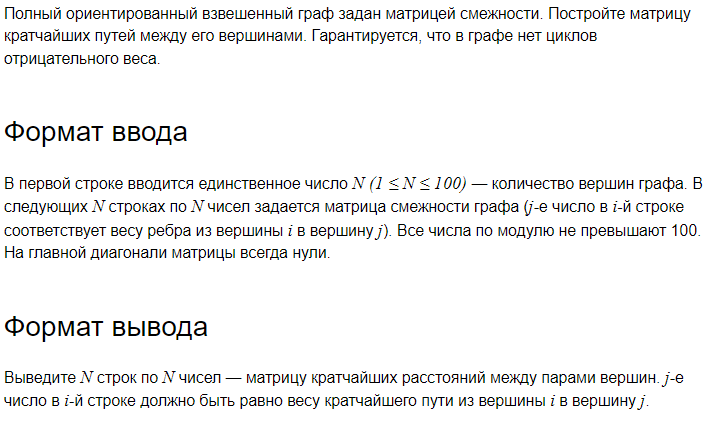 Полный ориентированный взвешенный граф задан матрицей смежности. Постройте матрицу
кратчайших путей между его вершинами. Гарантируется, что в графе нет циклов
отрицательного веса.
Формат ввода
В первой строке вводится единственное число N (1 ≤ N ≤ 100) — количество вершин графа. В
следующих N строках по N чисел задается матрица смежности графа (j-е число в i-й строке
соответствует весу ребра из вершины i в вершину j). Все числа по модулю не превышают 100.
На главной диагонали матрицы всегда нули.
Формат вывода
Выведите N строк по N чисел — матрицу кратчайших расстояний между парами вершин. j-е
число в i-й строке должно быть равно весу кратчайшего пути из вершины i в вершину j.